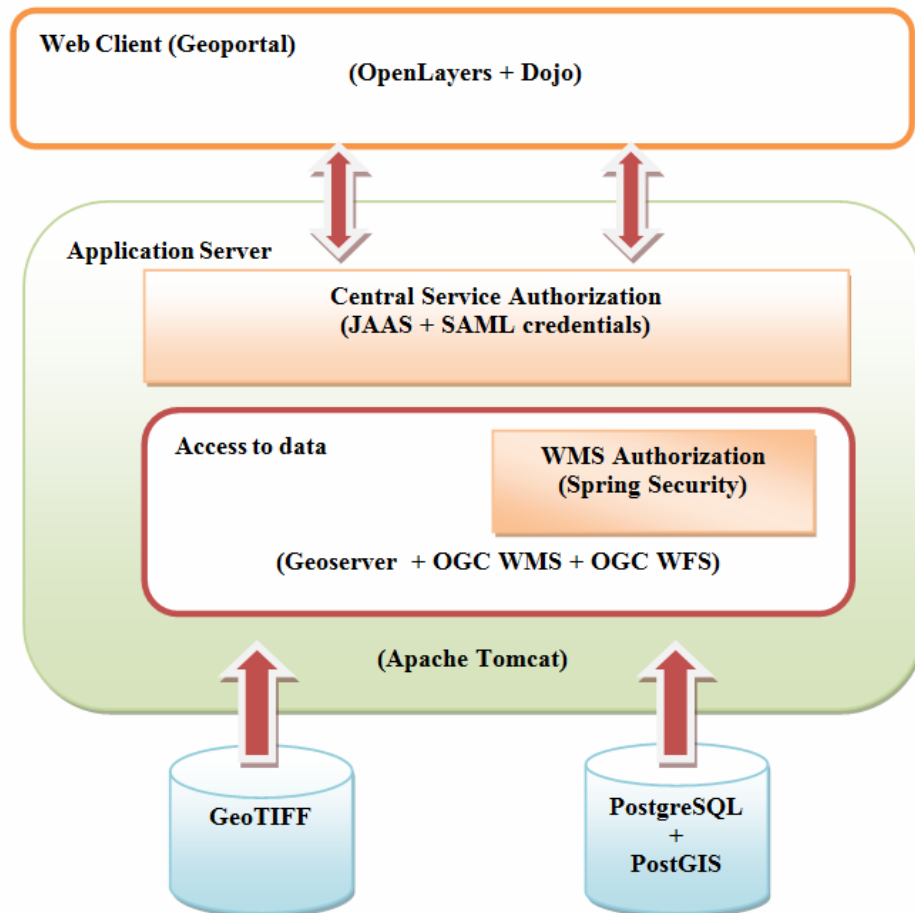 Web Client (Geoportal)
(OpenLayers + Dojo)
Application Server
Central Service Authorization
(JAAS + SAML credentials)
Access to data
WMS Authorization
(Spring Security)
(Geoserver + OGC WMS + OGC WFS)
(Apache Tomcat)
GeoTIFF
PostgreSQL
+
PostGIS